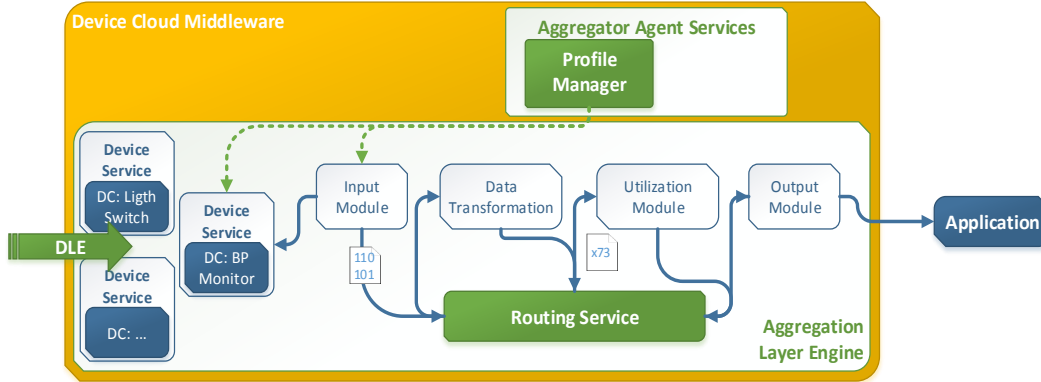 Device Cloud Middleware
Aggregator Agent Services
Profile
Manager
Device
Service
DC: Ligth
Switch
Device
Service
DC: BP
Monitor
DLE
Device
Service
DC: ...
Input
Module
Data
Transformation
Utilization
Module
Output
Module
Application
110
101
x73
Routing Service
Aggregation
Layer Engine